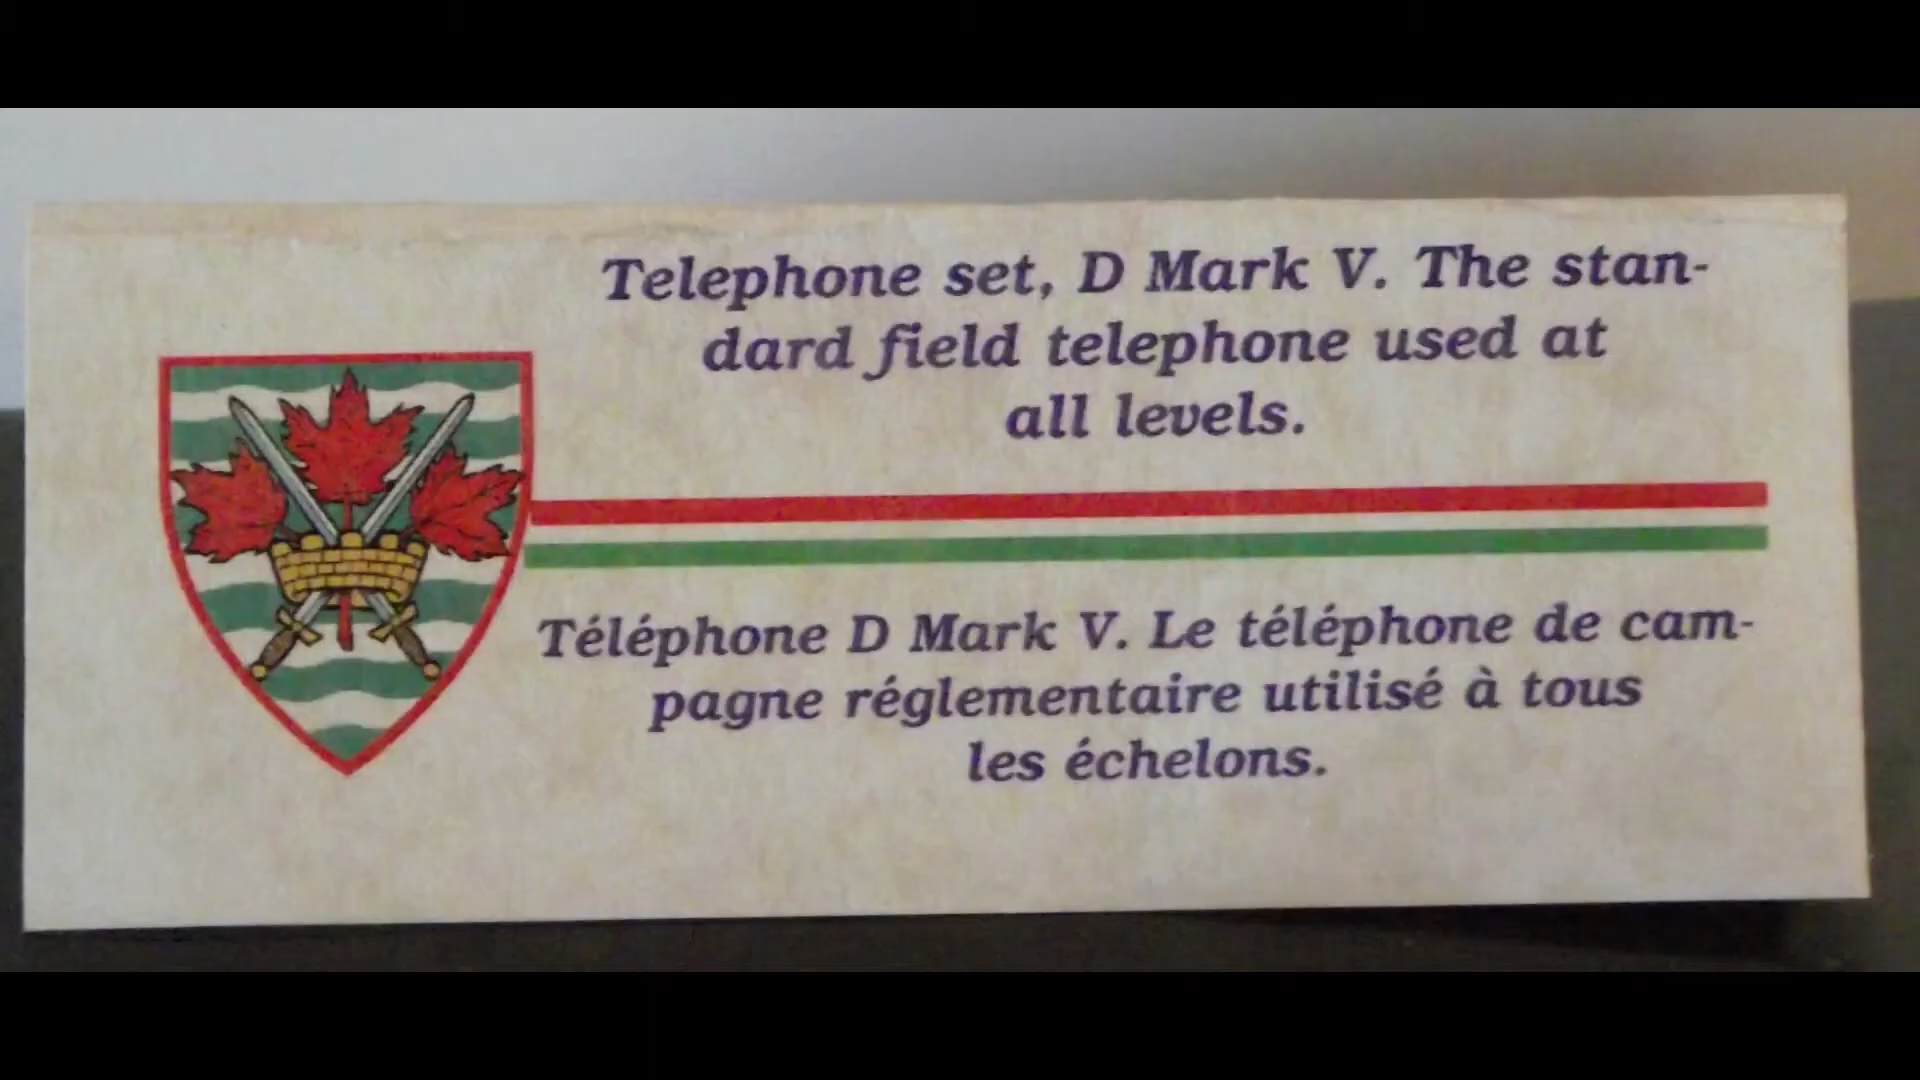 Telephone set, D Mark V. The stan-
dard field telephone used at
all levels.
Téléphone D Mark V. Le téléphone de cam-
pagne réglementaire utilisé à tous
les échelons.